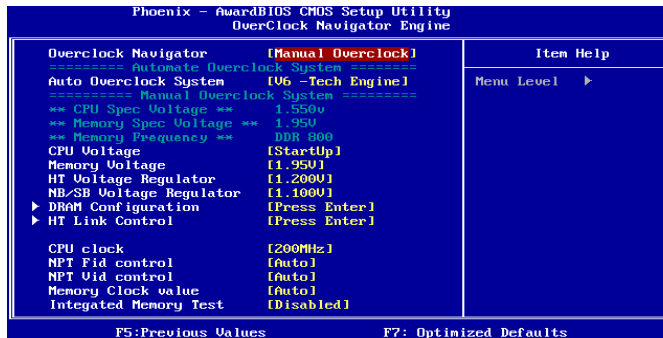 Phoenix - AwardBIOS CMOS Setup Utility
OverClock Navigator Engine
Overclock Navigator [Manual Overclock]
========= Automate Overclock System =========
Auto Overclock System [V6 -Tech Engine]
========== Manual Overclock System =========
** CPU Spec Voltage ** 1.550v
** Memory Spec Voltage ** 1.95V
** Memory Frequency ** DDR 800
CPU Voltage [StartUp]
Memory Voltage [1.95V]
HT Voltage Regulator [1.200V]
NB/SB Voltage Regulator [1.100V]
▶ DRAM Configuration [Press Enter]
▶ HT Link Control [Press Enter]
CPU clock [200MHz]
NPT Fid control [Auto]
NPT Vid control [Auto]
Memory Clock value [Auto]
Integated Memory Test [Disabled]
Item Help
Menu Level ▶
F5:Previous Values F7: Optimized Defaults